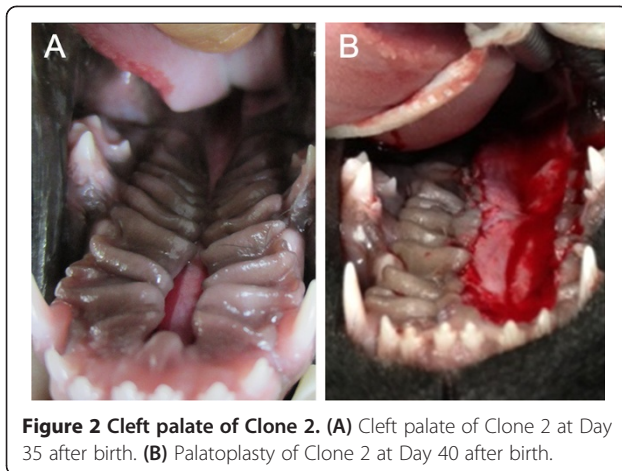 A
B
Figure 2 Cleft palate of Clone 2. (A) Cleft palate of Clone 2 at Day
35 after birth. (B) Palatoplasty of Clone 2 at Day 40 after birth.